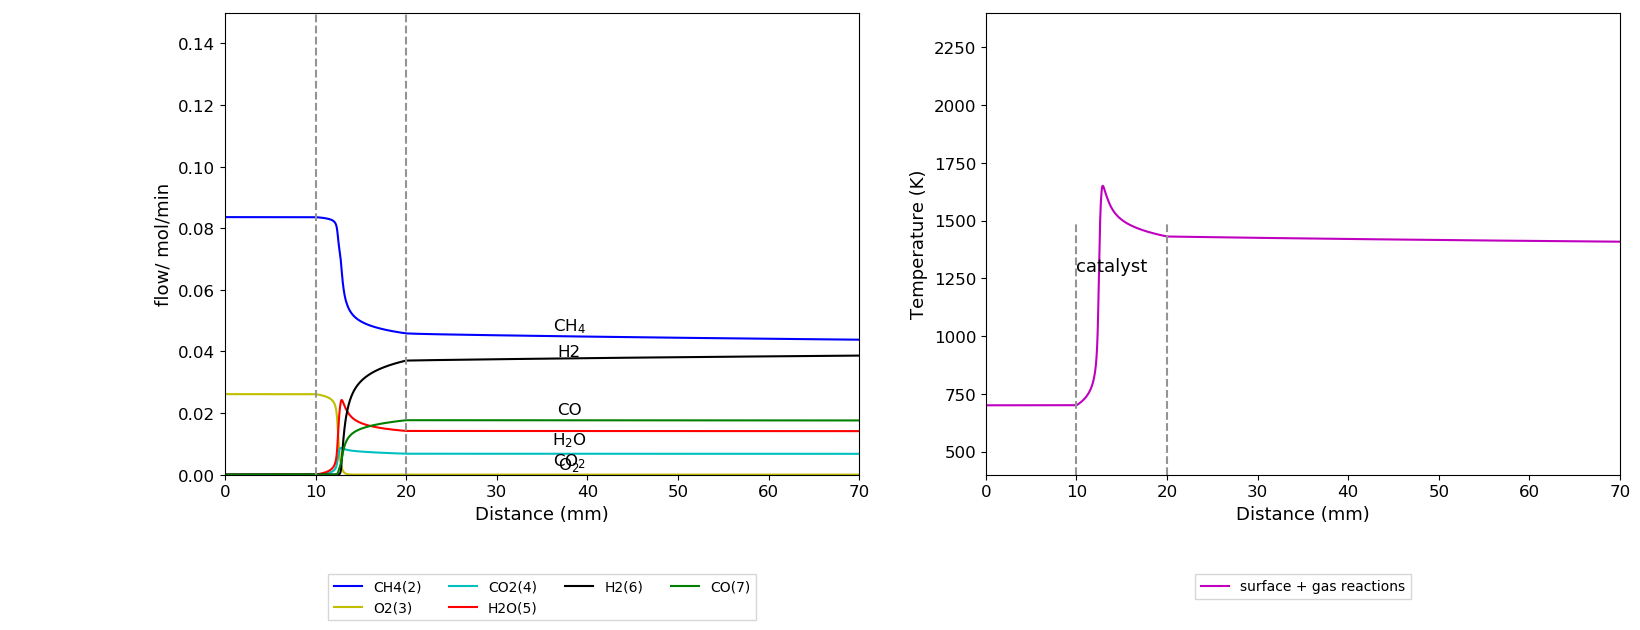 0.14
0.12
0.10
0.08
0.06
0.04
0.02
0.00
flow/ mol/min
CH₄
H2
CO
H₂O
CO₂
O₂
0 10 20 30 40 50 60 70
Distance (mm)
CH4(2) CO2(4) H2(6) CO(7)
O2(3) H2O(5)
2250
2000
1750
1500
1250
1000
750
500
Temperature (K)
catalyst
0 10 20 30 40 50 60 70
Distance (mm)
surface + gas reactions